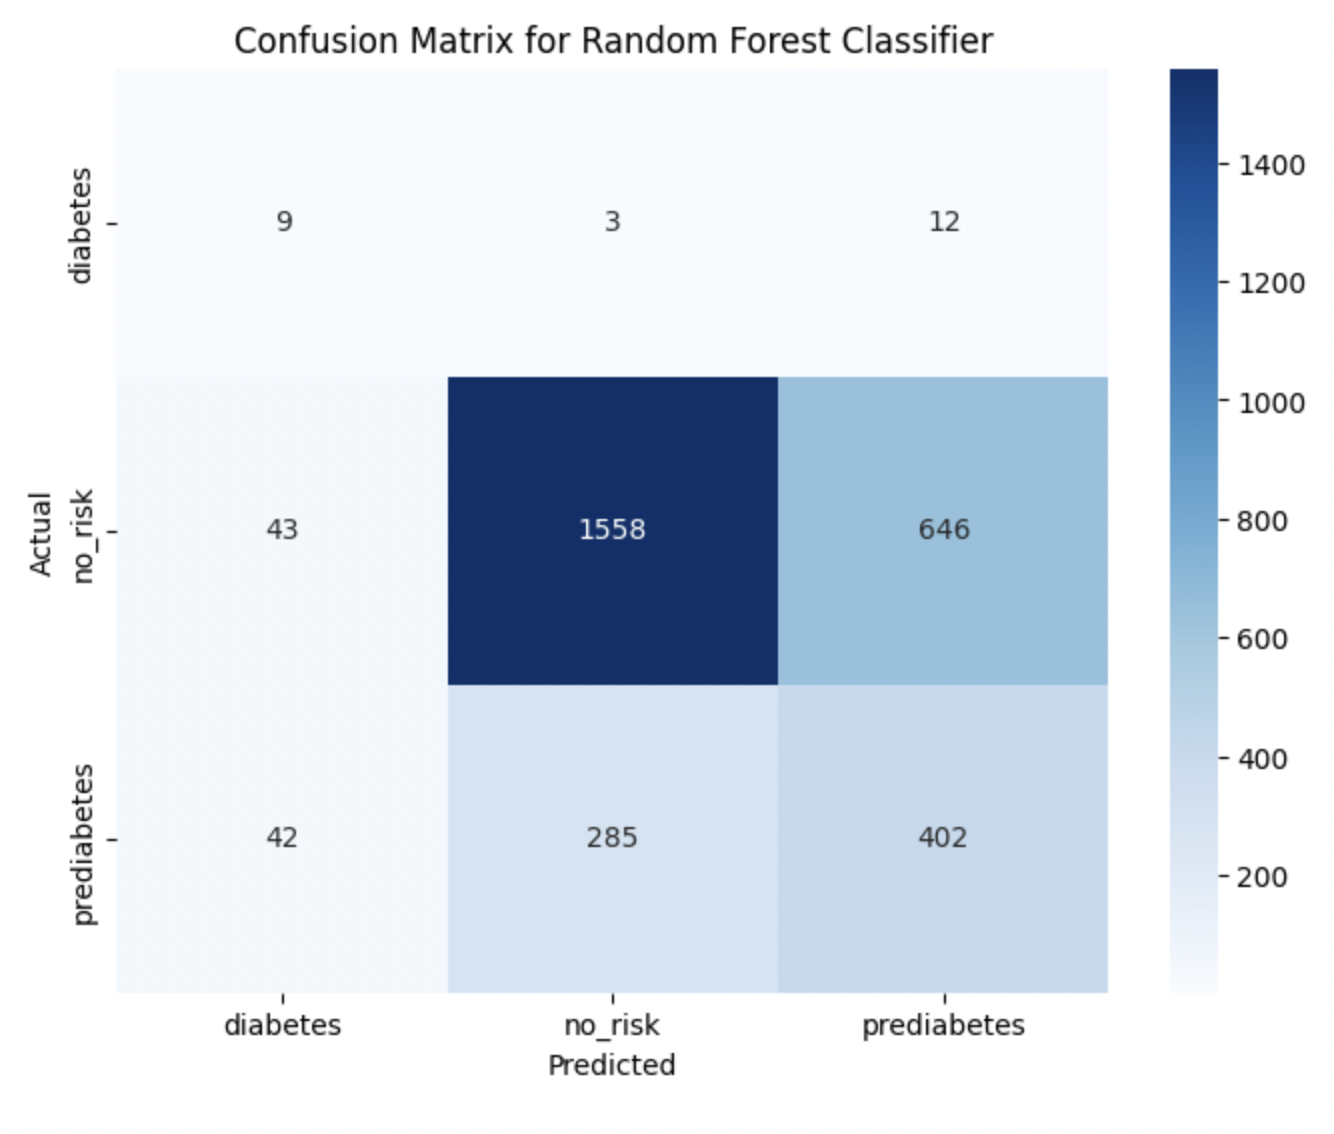 Confusion Matrix for Random Forest Classifier
diabetes
9
3
12
Actual
no_risk
43
1558
646
prediabetes
42
285
402
diabetes
no_risk
prediabetes
Predicted
1400
1200
1000
800
600
400
200